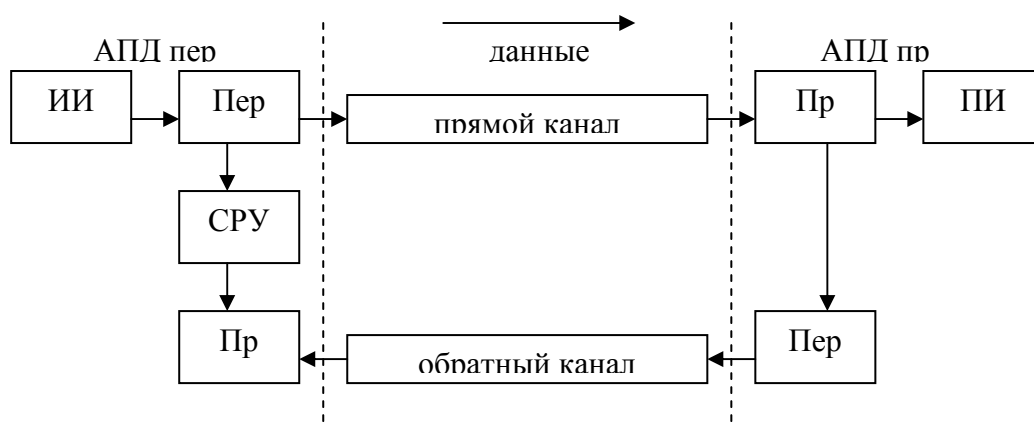 АПД пер
данные
АПД пр
ИИ
Пер
прямой канал
Пр
ПИ
СРУ
Пр
обратный канал
Пер